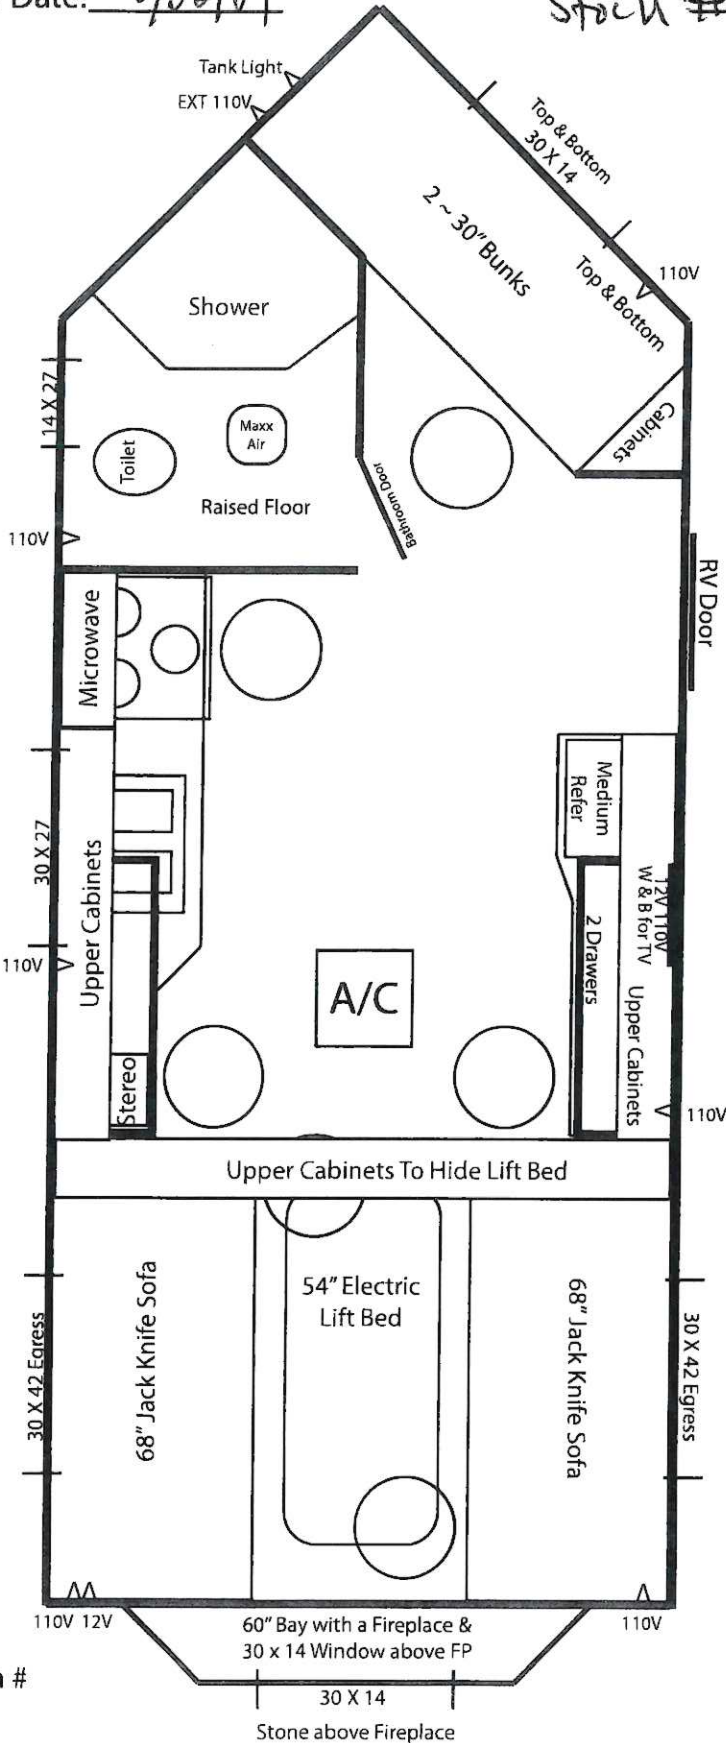 Date:
Stock #
Tank Light
EXT 110V
Top & Bottom
30 X 14
2 ~ 30" Bunks
110V
Top & Bottom
Shower
14 X 27
Maxx
Air
Toilet
Cabinets
Bathroom Door
Raised Floor
110V
RV Door
Microwave
Medium
Refer
30 X 27
Upper Cabinets
12V 110V
W & B for TV
2 Drawers
110V
A/C
Upper Cabinets
Stereo
110V
Upper Cabinets To Hide Lift Bed
54" Electric
Lift Bed
68" Jack Knife Sofa
68" Jack Knife Sofa
30 X 42 Egress
30 X 42 Egress
110V 12V
60" Bay with a Fireplace &
30 x 14 Window above FP
110V
#
30 X 14
Stone above Fireplace